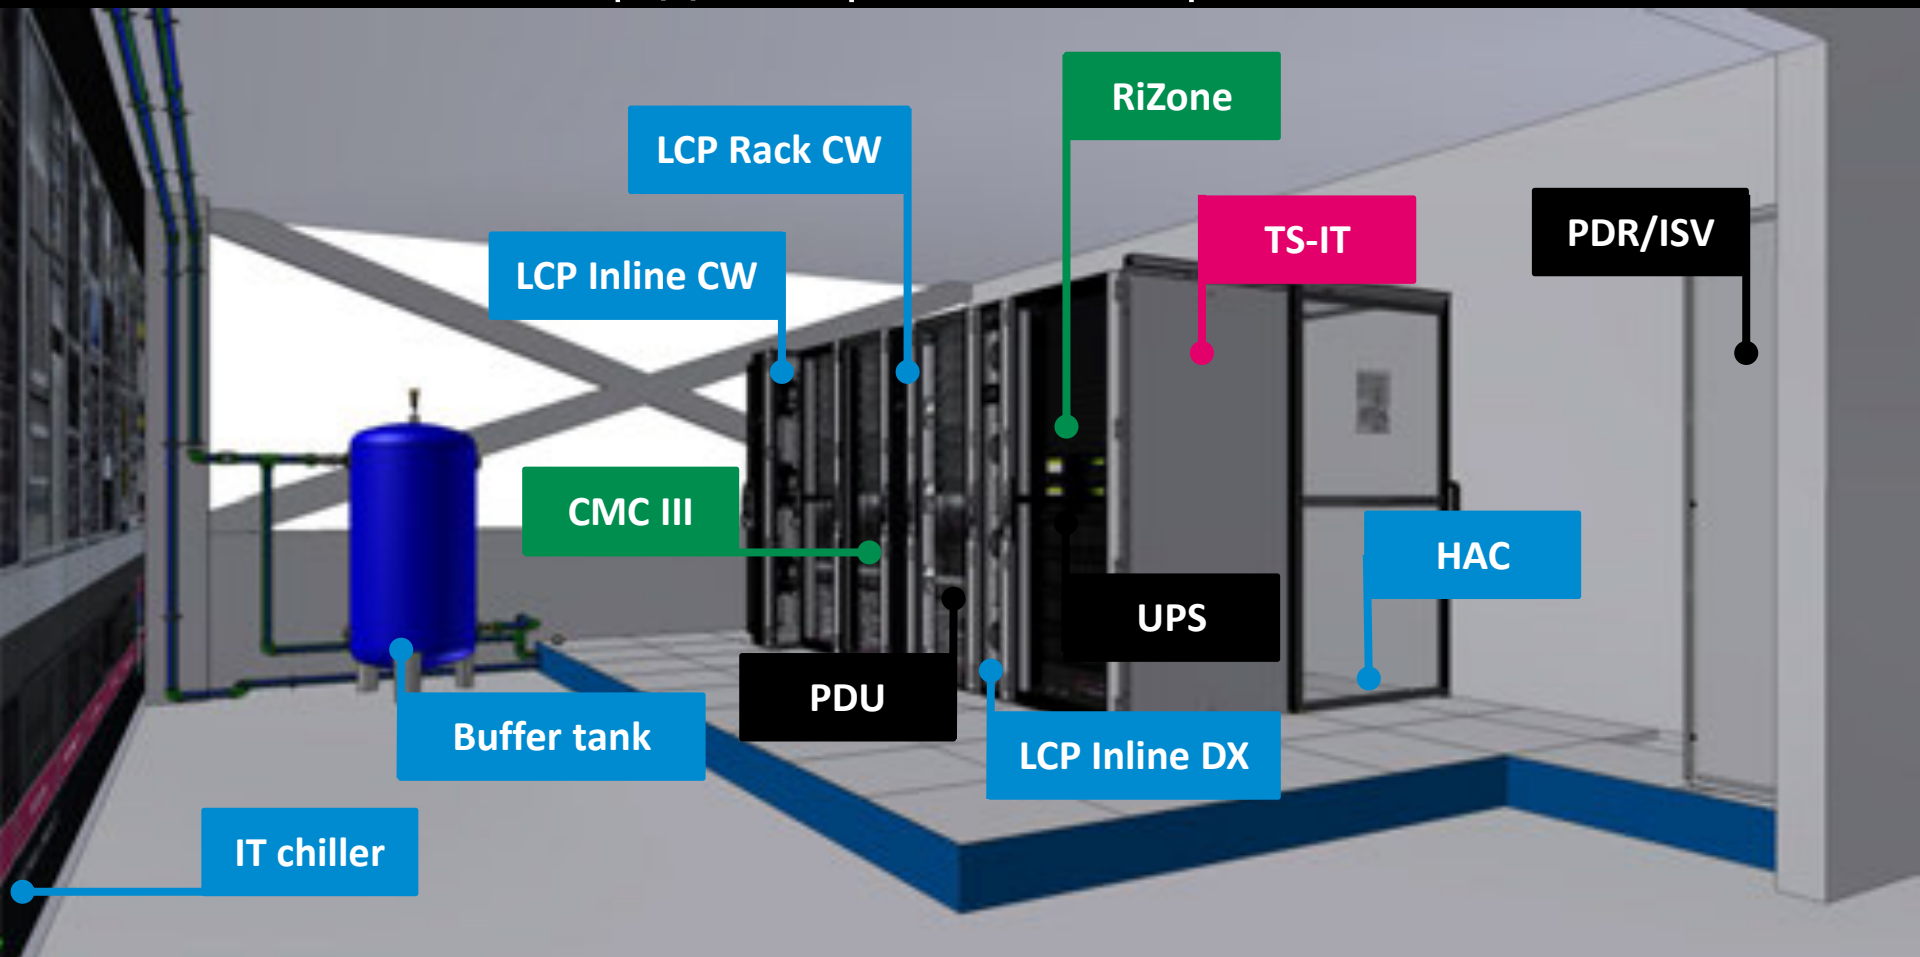 RiZone
LCP Rack CW
TS-IT
PDR/ISV
LCP Inline CW
CMC III
HAC
UPS
PDU
Buffer tank
LCP Inline DX
IT chiller